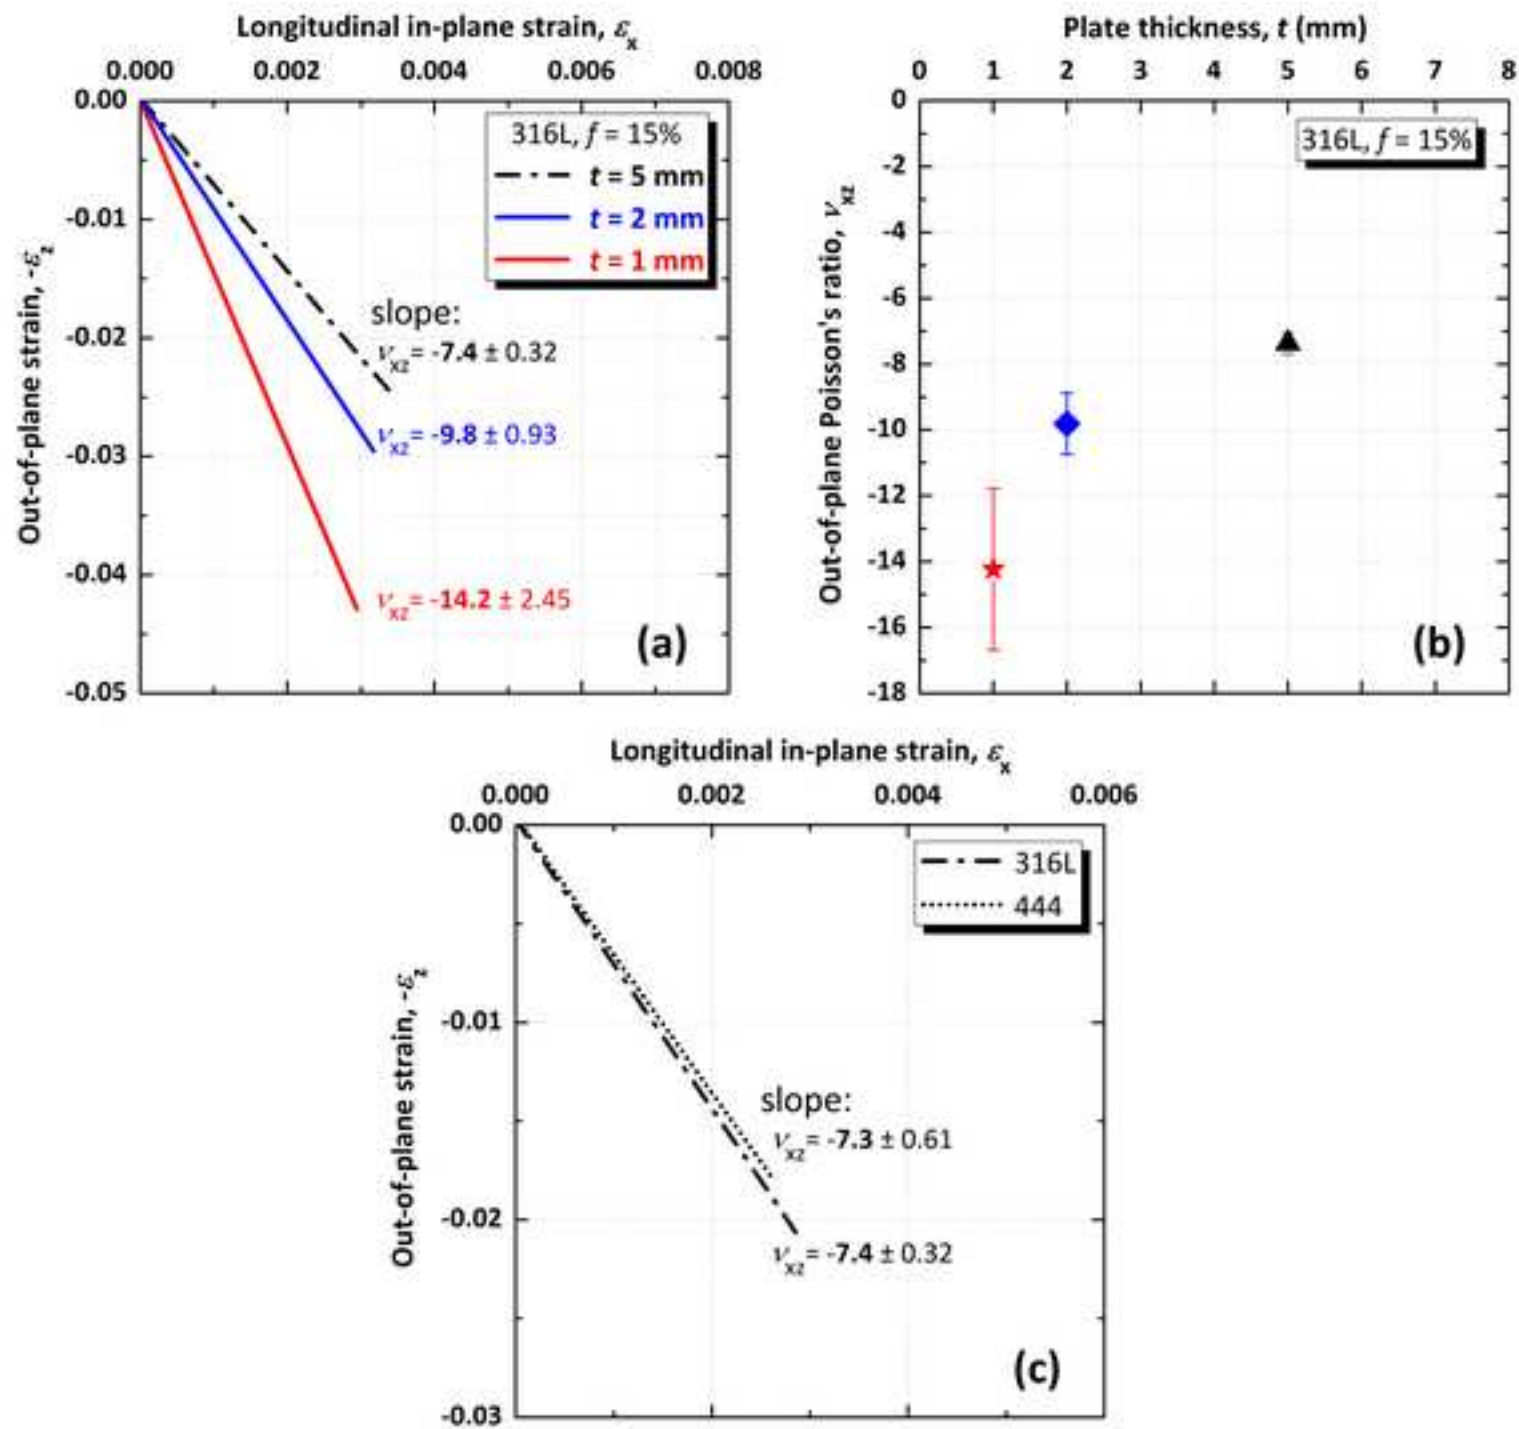 Longitudinal in-plane strain, εx
0.000 0.002 0.004 0.006 0.008
0.00
-0.01
-0.02
-0.03
-0.04
-0.05
Out-of-plane strain, -εz
316L, f = 15%
t = 5 mm
t = 2 mm
t = 1 mm
slope:
νxz= -7.4 ± 0.32
νxz= -9.8 ± 0.93
νxz= -14.2 ± 2.45
(a)
Plate thickness, t (mm)
0 1 2 3 4 5 6 7 8
0
-2
-4
-6
-8
-10
-12
-14
-16
-18
Out-of-plane Poisson's ratio, νxz
316L, f = 15%
(b)
Longitudinal in-plane strain, εx
0.000 0.002 0.004 0.006
0.00
-0.01
-0.02
-0.03
Out-of-plane strain, -εz
316L
444
slope:
νxz= -7.3 ± 0.61
νxz= -7.4 ± 0.32
(c)